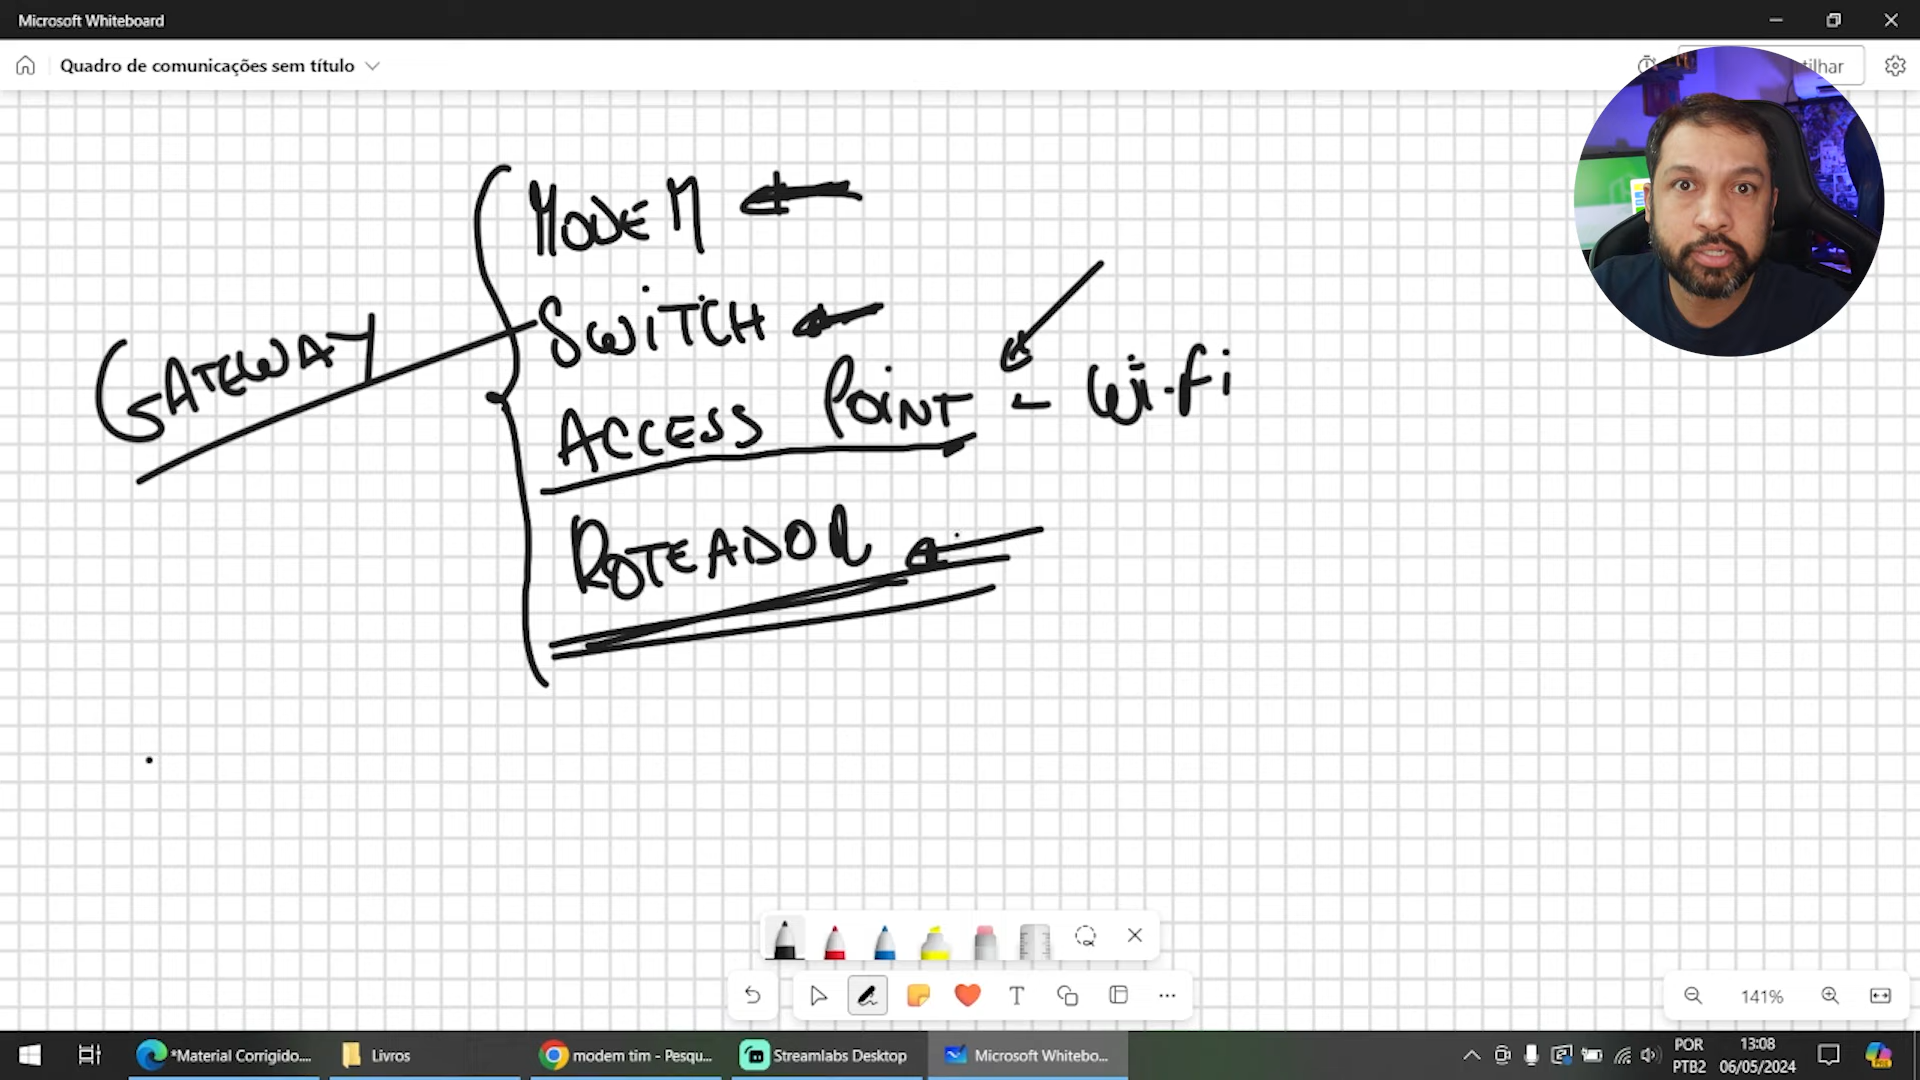 Microsoft Whiteboard
Quadro de comunicações sem título
tilhar
MODEM
SWiTCH
GATEWAY
ACCESS POiNT - Wi-Fi
ROTEADOR
141%
*Material Corrigido...
Livros
modem tim - Pesqu...
Streamlabs Desktop
Microsoft Whitebo...
POR
PTB2
13:08
06/05/2024